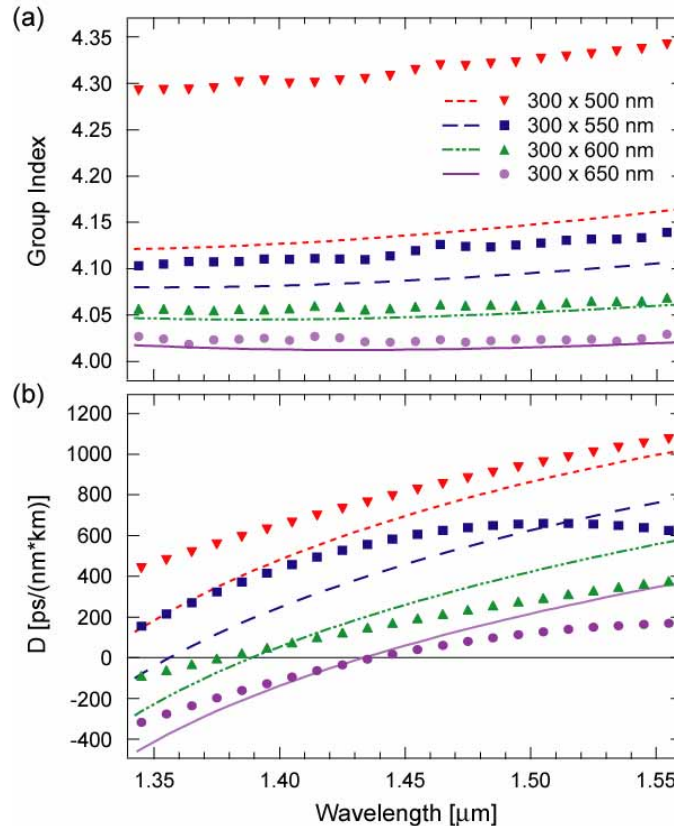 (a)
4.35
4.30
4.25
4.20
4.15
4.10
4.05
4.00
Group Index
300 x 500 nm
300 x 550 nm
300 x 600 nm
300 x 650 nm
(b)
1200
1000
800
600
400
200
0
-200
-400
D [ps/(nm*km)]
1.35 1.40 1.45 1.50 1.55
Wavelength [μm]